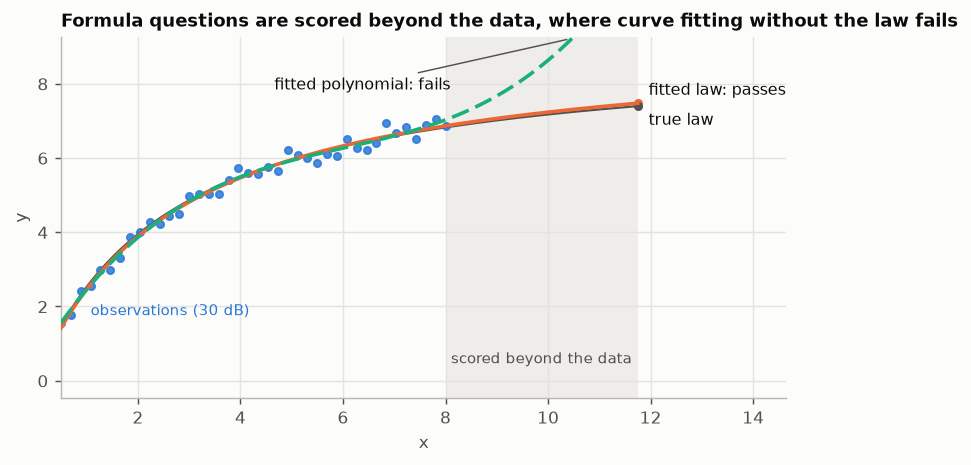 Formula questions are scored beyond the data, where curve fitting without the law fails
fitted polynomial: fails
fitted law: passes
true law
observations (30 dB)
scored beyond the data
y
8
6
4
2
0
2 4 6 8 10 12 14
x